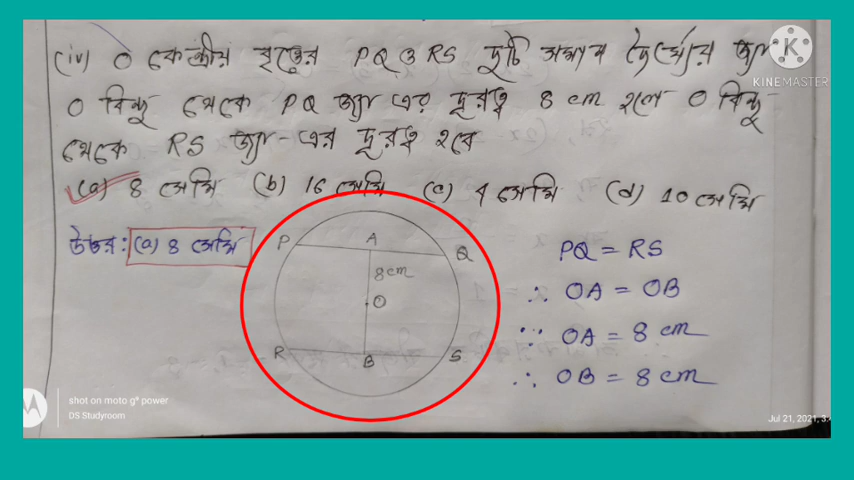 (iv) O কেন্দ্রীয় বৃত্তের PQ ও RS দুটি সমান দৈর্ঘ্যের জ্যা
K
KINEMASTER
O বিন্দু থেকে PQ জ্যা এর দূরত্ব 8 cm হলে O বিন্দু
থেকে RS জ্যা-এর দূরত্ব হবে
(a) 8 সেমি (b) 16 সেমি (c) 4 সেমি (d) 10 সেমি
উত্তর: (a) 8 সেমি
P A Q
8cm
O
R B S
PQ = RS
∴ OA = OB
∵ OA = 8 cm
∴ OB = 8 cm
shot on moto g⁸ power
DS Studyroom
Jul 21, 2021, 3: